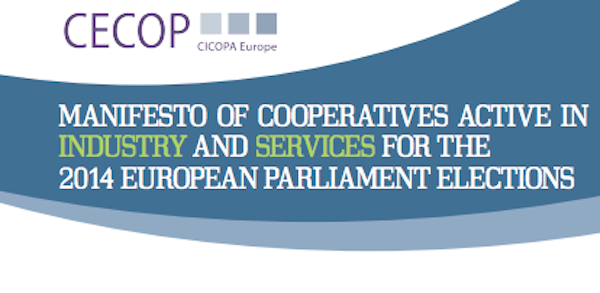 CECOP
CICOPA Europe
MANIFESTO OF COOPERATIVES ACTIVE IN
INDUSTRY AND SERVICES FOR THE
2014 EUROPEAN PARLIAMENT ELECTIONS